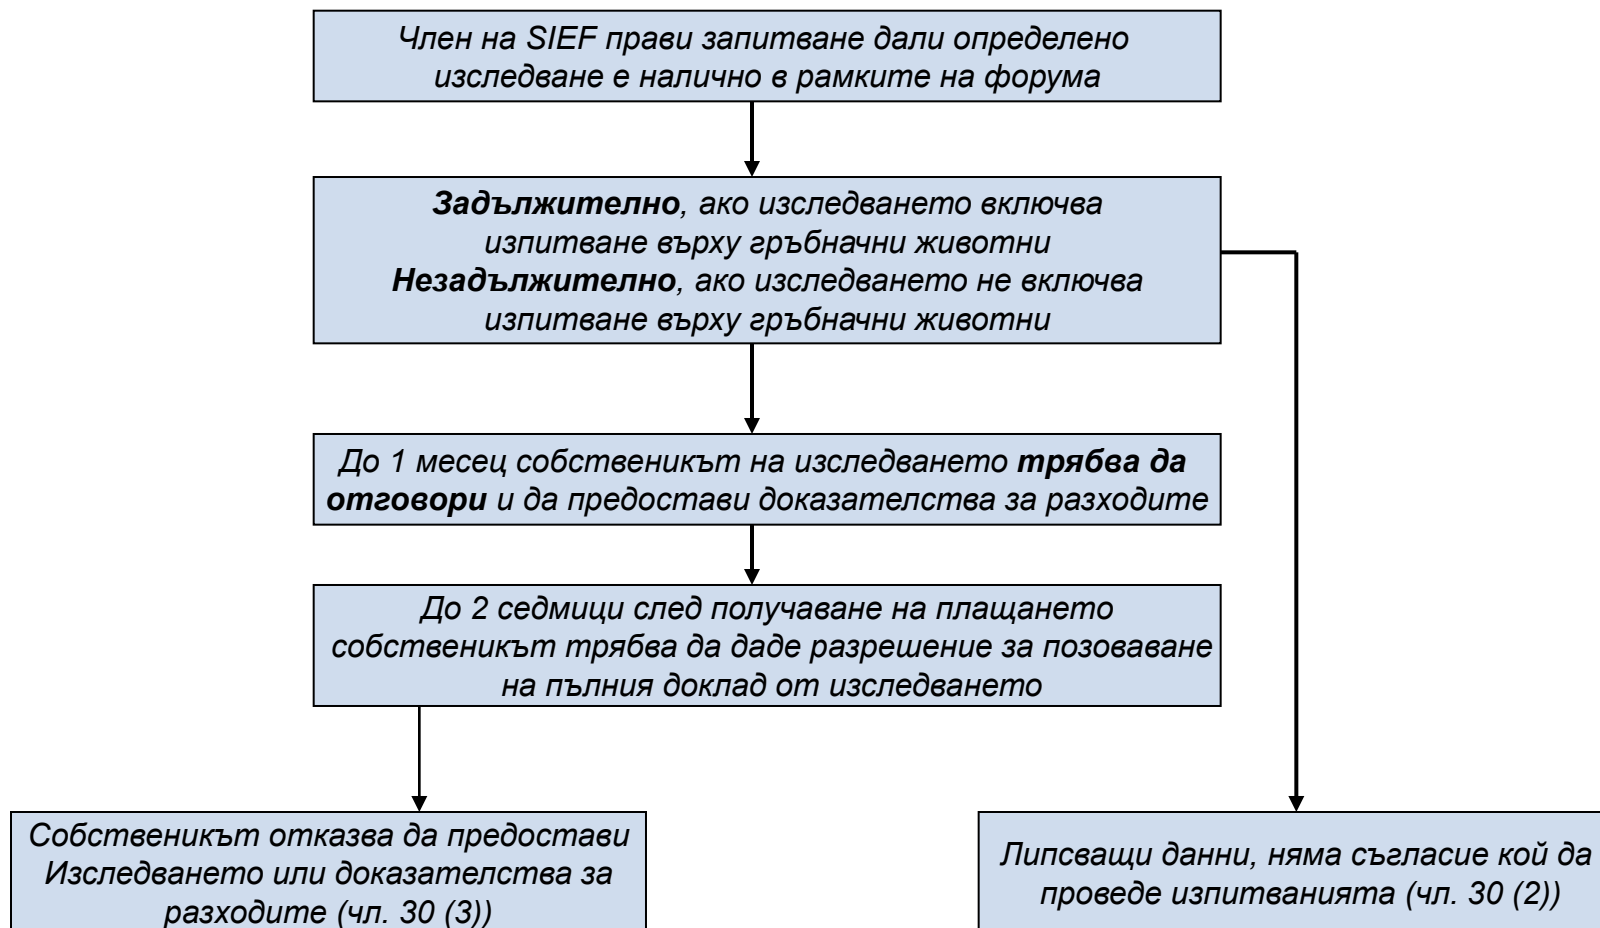 Член на SIEF прави запитване дали определено
изследване е налично в рамките на форума
Задължително, ако изследването включва
изпитване върху гръбначни животни
Незадължително, ако изследването не включва
изпитване върху гръбначни животни
До 1 месец собственикът на изследването трябва да
отговори и да предостави доказателства за разходите
До 2 седмици след получаване на плащането
собственикът трябва да даде разрешение за позоваване
на пълния доклад от изследването
Собственикът отказва да предостави
Изследването или доказателства за
разходите (чл. 30 (3))
Липсващи данни, няма съгласие кой да
проведе изпитванията (чл. 30 (2))